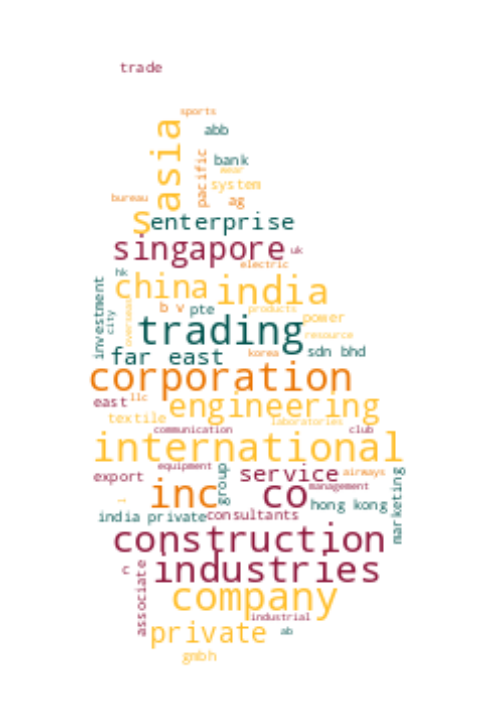 trade
sports
asia
abb
pacific
bank
wear
system
bureau
ag
s
enterprise
singapore
uk
electric
hk
china
india
investment
city
overseas
b v
pte
products
power
trading
resource
far east
korea
sdn bhd
corporation
east
llc
engineering
textile
laboratories
communication
club
international
equipment
export
group
service
airways
inc
co
management
marketing
hong kong
india private
consultants
construction
c
industries
associate
company
industrial
private
ab
gmbh